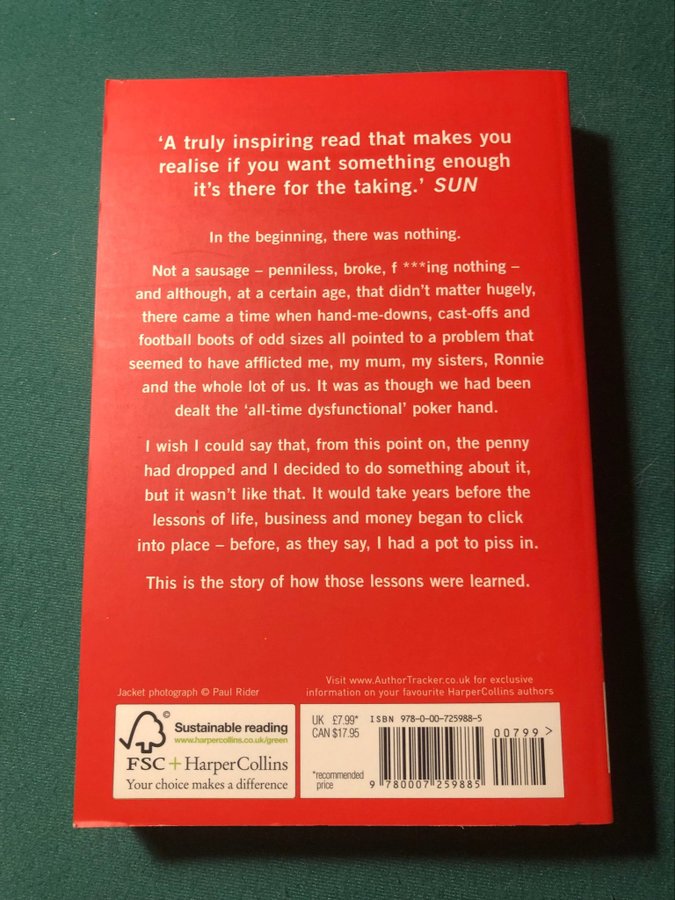 ‘A truly inspiring read that makes you
realise if you want something enough
it’s there for the taking.’ SUN
In the beginning, there was nothing.
Not a sausage – penniless, broke, f ***ing nothing –
and although, at a certain age, that didn’t matter hugely,
there came a time when hand-me-downs, cast-offs and
football boots of odd sizes all pointed to a problem that
seemed to have afflicted me, my mum, my sisters, Ronnie
and the whole lot of us. It was as though we had been
dealt the ‘all-time dysfunctional’ poker hand.
I wish I could say that, from this point on, the penny
had dropped and I decided to do something about it,
but it wasn’t like that. It would take years before the
lessons of life, business and money began to click
into place – before, as they say, I had a pot to piss in.
This is the story of how those lessons were learned.
Visit www.AuthorTracker.co.uk for exclusive
information on your favourite HarperCollins authors
Jacket photograph © Paul Rider
©
Sustainable reading
www.harpercollins.co.uk/green
FSC + HarperCollins
Your choice makes a difference
UK £7.99*
CAN $17.95
*recommended
price
ISBN 978-0-00-725988-5
00799 >
9 780007 259885